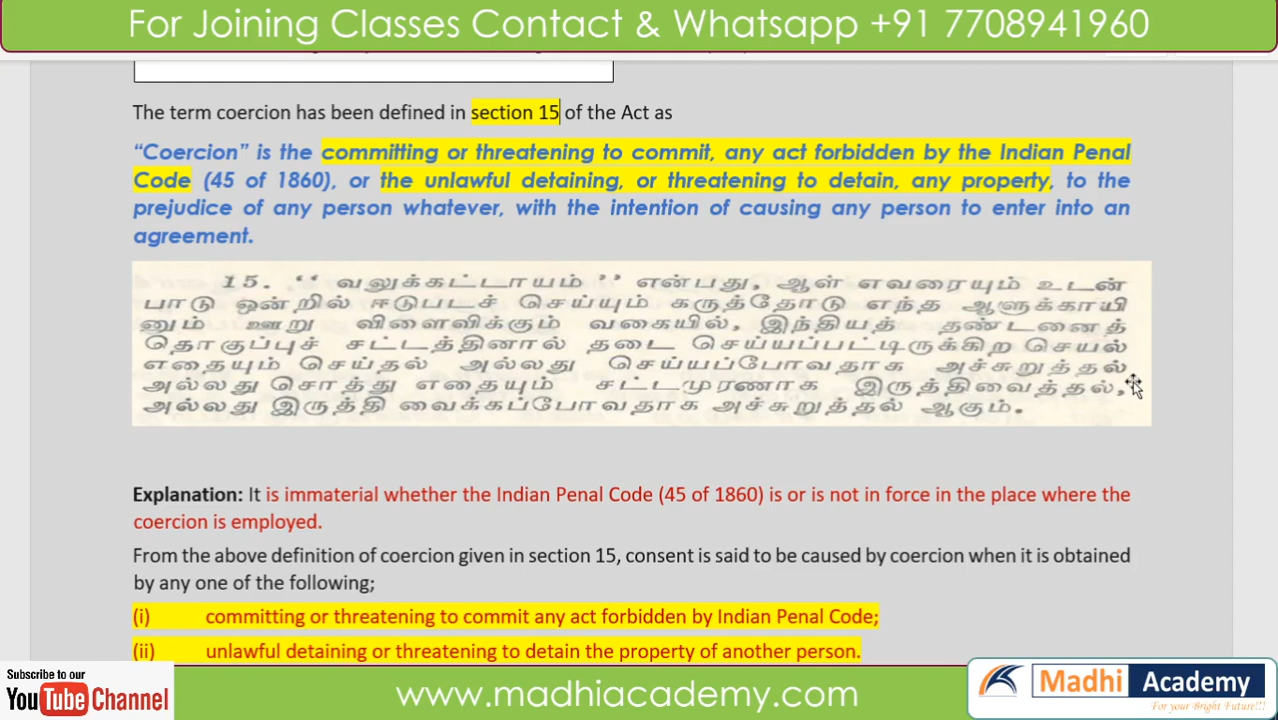 For Joining Classes Contact & Whatsapp +91 7708941960
The term coercion has been defined in section 15 of the Act as
“Coercion” is the committing or threatening to commit, any act forbidden by the Indian Penal
Code (45 of 1860), or the unlawful detaining, or threatening to detain, any property, to the
prejudice of any person whatever, with the intention of causing any person to enter into an
agreement.
15. “ வலுக்கட்டாயம் ” என்பது, ஆள் எவரையும் உடன்
பாடு ஒன்றில் ஈடுபடச் செய்யும் கருத்தோடு எந்த ஆளுக்காயி
னும் ஊறு விளைவிக்கும் வகையில், இந்தியத் தண்டனைத்
தொகுப்புச் சட்டத்தினால் தடை செய்யப்பட்டிருக்கிற செயல்
எதையும் செய்தல் அல்லது செய்யப்போவதாக அச்சுறுத்தல்
அல்லது சொத்து எதையும் சட்டமுரணாக இருத்திவைத்தல்,
அல்லது இருத்தி வைக்கப்போவதாக அச்சுறுத்தல் ஆகும்.
Explanation: It is immaterial whether the Indian Penal Code (45 of 1860) is or is not in force in the place where the
coercion is employed.
From the above definition of coercion given in section 15, consent is said to be caused by coercion when it is obtained
by any one of the following;
(i) committing or threatening to commit any act forbidden by Indian Penal Code;
(ii) unlawful detaining or threatening to detain the property of another person.
Subscribe to our
YouTube Channel
www.madhiacademy.com
Madhi Academy
For your Bright Future!!!